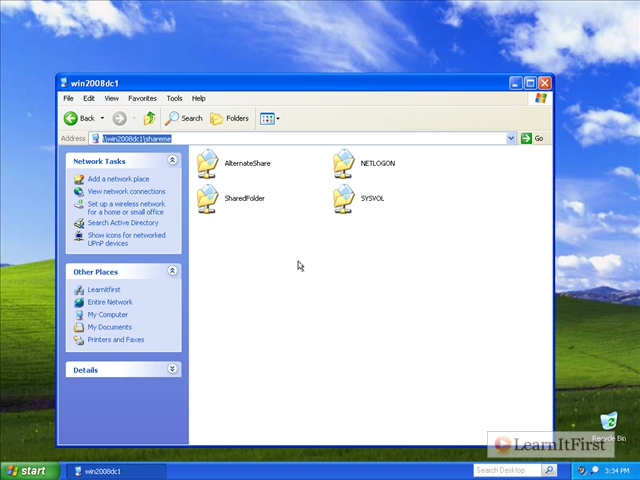 win2008dc1
File Edit View Favorites Tools Help
Back Search Folders
Address \\win2008dc1\shareme Go
Network Tasks
Add a network place
View network connections
Set up a wireless network
for a home or small office
Search Active Directory
Show icons for networked
UPnP devices
Other Places
Learnitfirst
Entire Network
My Computer
My Documents
Printers and Faxes
Details
AlternateShare NETLOGON
SharedFolder SYSVOL
Recycle Bin
LearnItFirst
start win2008dc1 Search Desktop 3:34 PM